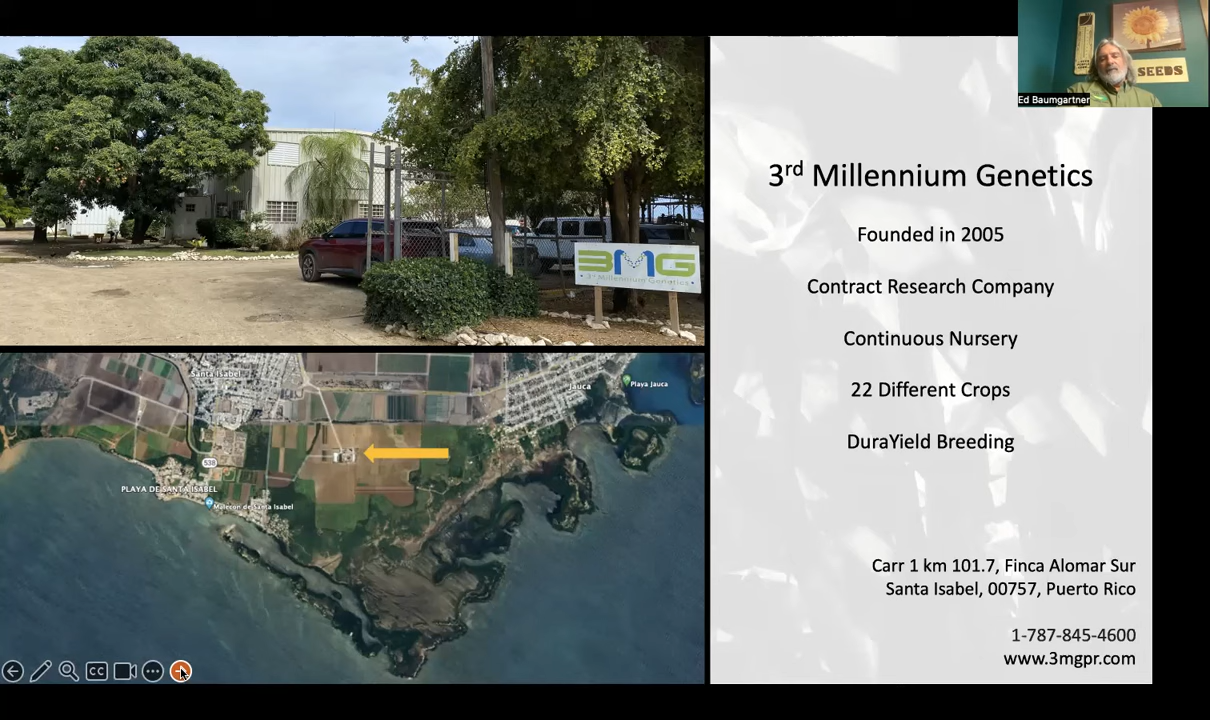 SEEDS
Ed Baumgartner
3MG
3rd Millennium Genetics
3rd Millennium Genetics
Founded in 2005
Contract Research Company
Continuous Nursery
22 Different Crops
DuraYield Breeding
Carr 1 km 101.7, Finca Alomar Sur
Santa Isabel, 00757, Puerto Rico
1-787-845-4600
www.3mgpr.com
Santa Isabel
Jauca
Playa Jauca
538
PLAYA DE SANTA ISABEL
Malecon de Santa Isabel
CC